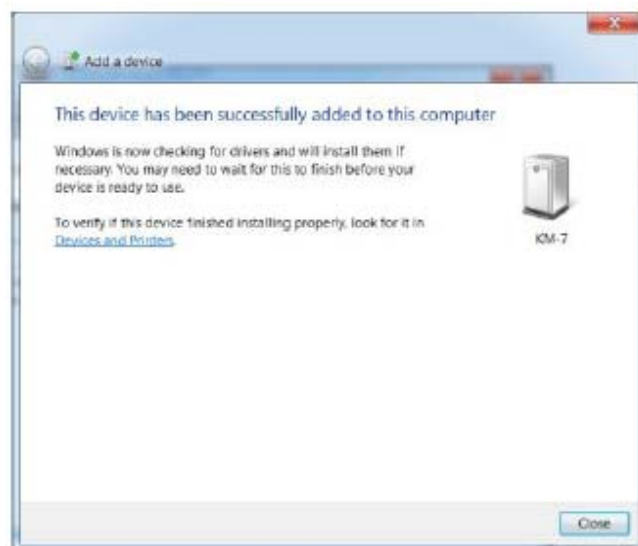 Add a device
This device has been successfully added to this computer
Windows is now checking for drivers and will install them if
necessary. You may need to wait for this to finish before your
device is ready to use.
To verify if this device finished installing properly, look for it in
Devices and Printers.
KM-7
Close